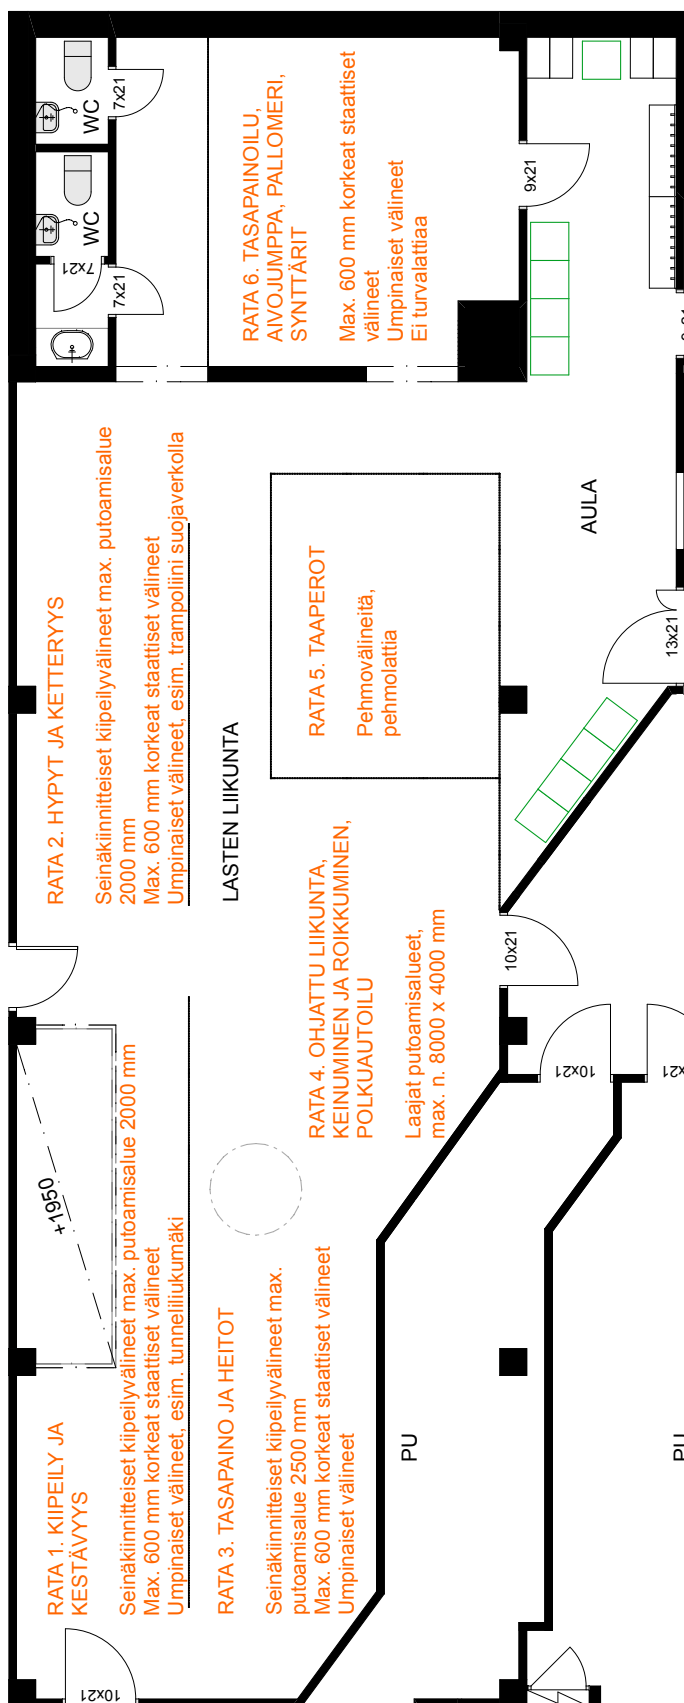 RATA 1. KIIPEILY JA
KESTÄVYYS
Seinäkiinnitteiset kiipeilyvälineet max. putoamisalue 2000 mm
Max. 600 mm korkeat staattiset välineet
Umpinaiset välineet, esim. tunneliliukumäki
+1950
10x21
RATA 2. HYPYT JA KETTERYYS
Seinäkiinnitteiset kiipeilyvälineet max. putoamisalue
2000 mm
Max. 600 mm korkeat staattiset välineet
Umpinaiset välineet, esim. trampoliini suojaverkolla
LASTEN LIIKUNTA
RATA 3. TASAPAINO JA HEITOT
Seinäkiinnitteiset kiipeilyvälineet max.
putoamisalue 2500 mm
Max. 600 mm korkeat staattiset välineet
Umpinaiset välineet
RATA 4. OHJATTU LIIKUNTA,
KEINUMINEN JA ROIKKUMINEN,
POLKUAUTOILU
Laajat putoamisalueet,
max. n. 8000 x 4000 mm
RATA 5. TAAPEROT
Pehmovälineitä,
pehmolattia
RATA 6. TASAPAINOILU,
AIVOJUMPPA, PALLOMERI,
SYNTTÄRIT
Max. 600 mm korkeat staattiset
välineet
Umpinaiset välineet
Ei turvalattiaa
WC
7x21
WC
7x21
7x21
9x21
AULA
13x21
10x21
10x21
PU
PU